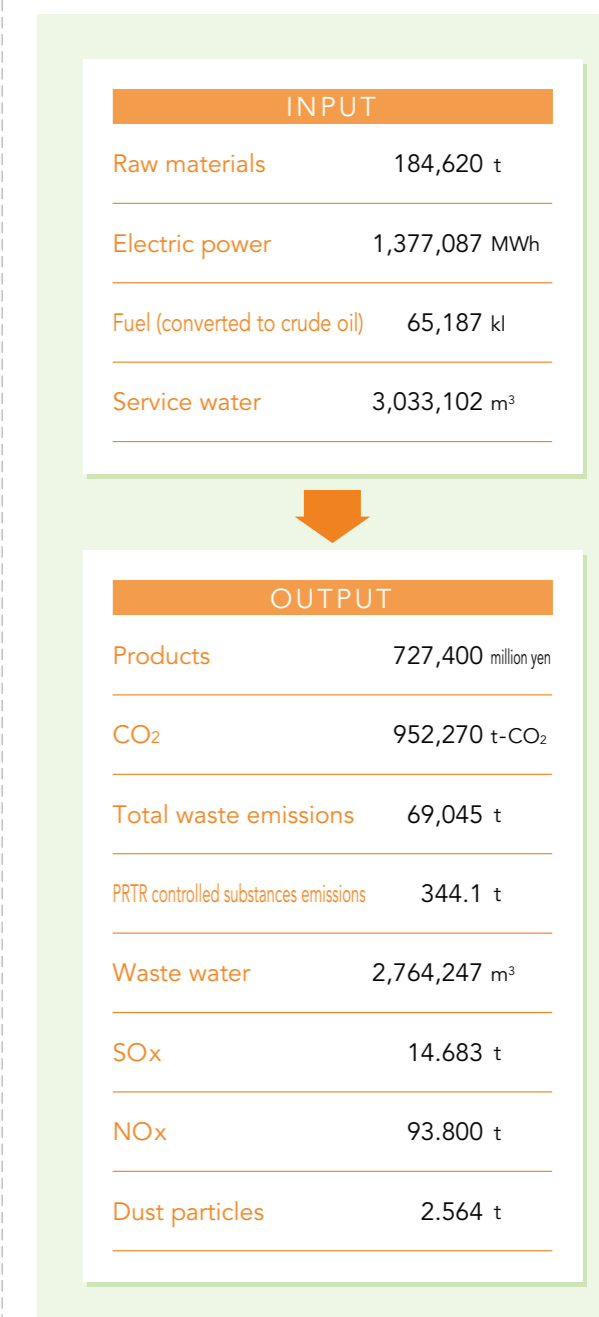 INPUT
Raw materials 184,620 t
Electric power 1,377,087 MWh
Fuel (converted to crude oil) 65,187 kl
Service water 3,033,102 m³
OUTPUT
Products 727,400 million yen
CO₂ 952,270 t-CO₂
Total waste emissions 69,045 t
PRTR controlled substances emissions 344.1 t
Waste water 2,764,247 m³
SOx 14.683 t
NOx 93.800 t
Dust particles 2.564 t